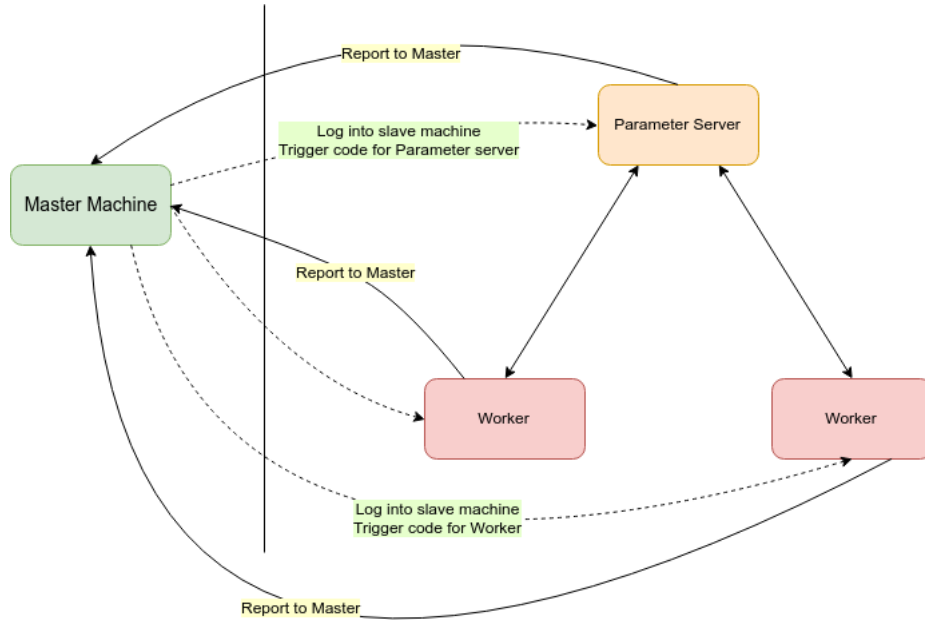 Report to Master
Parameter Server
Log into slave machine
Trigger code for Parameter server
Master Machine
Report to Master
Worker
Worker
Log into slave machine
Trigger code for Worker
Report to Master